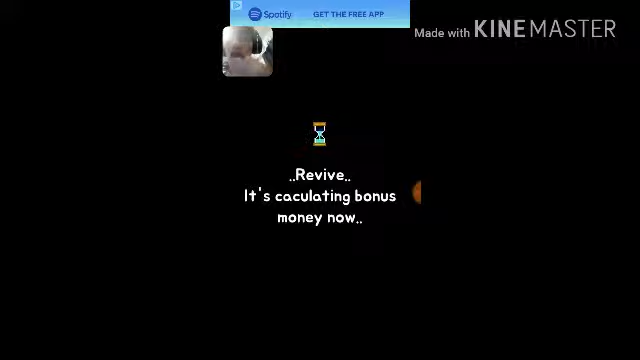 Spotify GET THE FREE APP
Made with KINEMASTER
..Revive..
It's caculating bonus
money now..